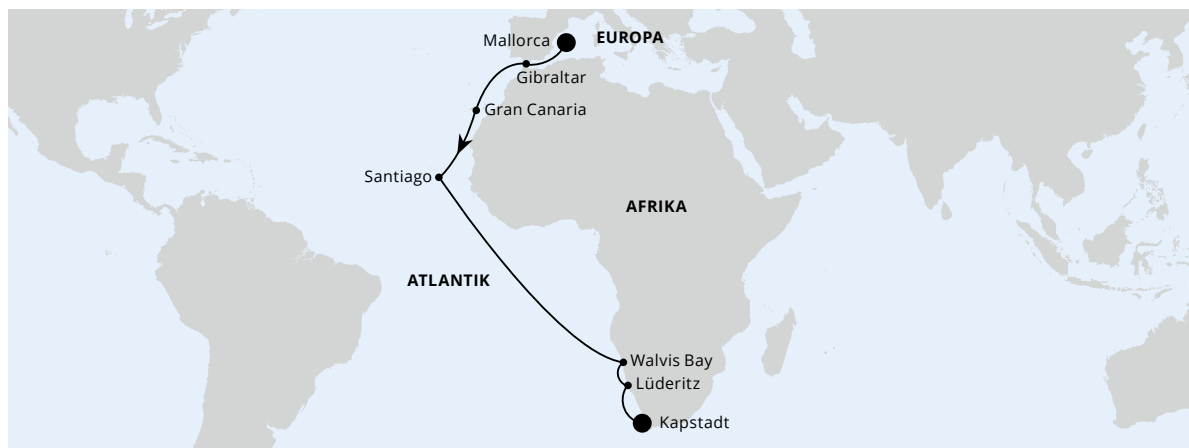 Mallorca
EUROPA
Gibraltar
Gran Canaria
Santiago
AFRIKA
ATLANTIK
Walvis Bay
Lüderitz
Kapstadt